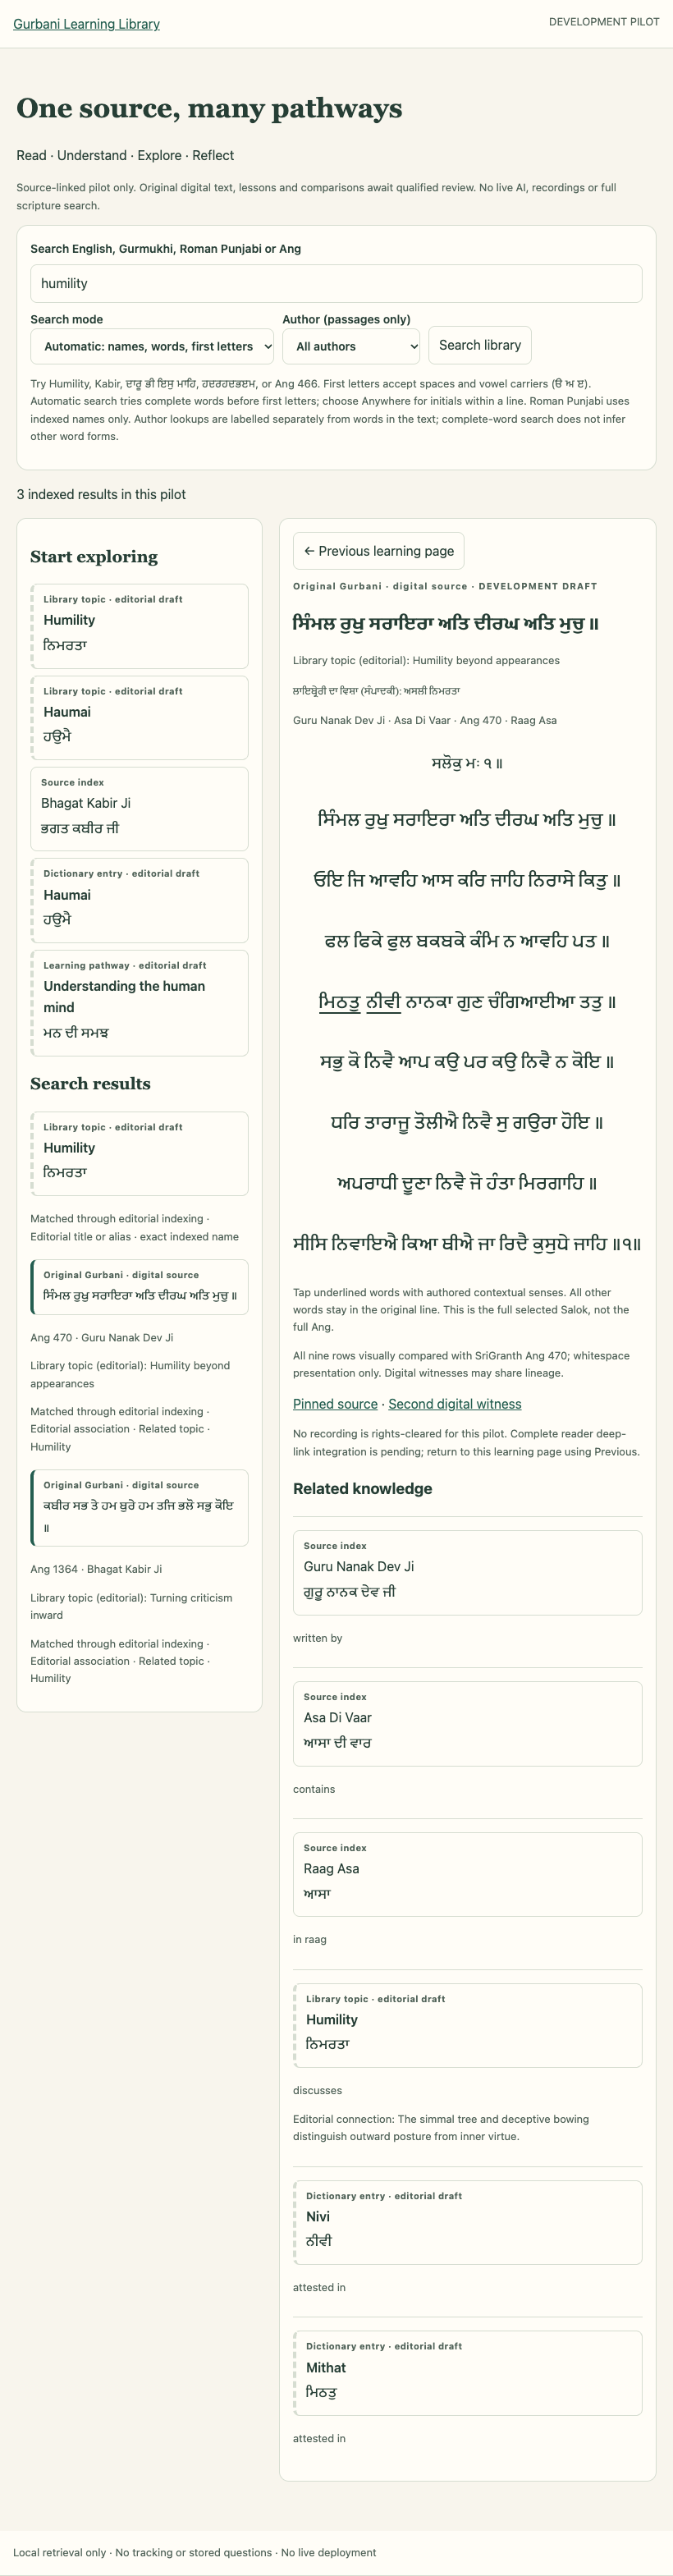 Gurbani Learning Library
DEVELOPMENT PILOT
One source, many pathways
Read · Understand · Explore · Reflect
Source-linked pilot only. Original digital text, lessons and comparisons await qualified review. No live AI, recordings or full
scripture search.
Search English, Gurmukhi, Roman Punjabi or Ang
humility
Search mode
Automatic: names, words, first letters
Author (passages only)
All authors
Search library
Try Humility, Kabir, ਦਾਰੂ ਭੀ ਇਸੁ ਮਾਹਿ, ਹਦਰਹਦਭੲਮ, or Ang 466. First letters accept spaces and vowel carriers (ੳ ਅ ੲ).
Automatic search tries complete words before first letters; choose Anywhere for initials within a line. Roman Punjabi uses
indexed names only. Author lookups are labelled separately from words in the text; complete-word search does not infer
other word forms.
3 indexed results in this pilot
Start exploring
Library topic · editorial draft
Humility
ਨਿਮਰਤਾ
Library topic · editorial draft
Haumai
ਹਉਮੈ
Source index
Bhagat Kabir Ji
ਭਗਤ ਕਬੀਰ ਜੀ
Dictionary entry · editorial draft
Haumai
ਹਉਮੈ
Learning pathway · editorial draft
Understanding the human
mind
ਮਨ ਦੀ ਸਮਝ
Search results
Library topic · editorial draft
Humility
ਨਿਮਰਤਾ
Matched through editorial indexing ·
Editorial title or alias · exact indexed name
Original Gurbani · digital source
ਸਿੰਮਲ ਰੁਖੁ ਸਰਾਇਰਾ ਅਤਿ ਦੀਰਘ ਅਤਿ ਮੁਚੁ ॥
Ang 470 · Guru Nanak Dev Ji
Library topic (editorial): Humility beyond
appearances
Matched through editorial indexing ·
Editorial association · Related topic ·
Humility
Original Gurbani · digital source
ਕਬੀਰ ਸਭ ਤੇ ਹਮ ਬੁਰੇ ਹਮ ਤਜਿ ਭਲੋ ਸਭੁ ਕੋਇ
॥
Ang 1364 · Bhagat Kabir Ji
Library topic (editorial): Turning criticism
inward
Matched through editorial indexing ·
Editorial association · Related topic ·
Humility
← Previous learning page
Original Gurbani · digital source · DEVELOPMENT DRAFT
ਸਿੰਮਲ ਰੁਖੁ ਸਰਾਇਰਾ ਅਤਿ ਦੀਰਘ ਅਤਿ ਮੁਚੁ ॥
Library topic (editorial): Humility beyond appearances
ਲਾਇਬ੍ਰੇਰੀ ਦਾ ਵਿਸ਼ਾ (ਸੰਪਾਦਕੀ): ਅਸਲੀ ਨਿਮਰਤਾ
Guru Nanak Dev Ji · Asa Di Vaar · Ang 470 · Raag Asa
ਸਲੋਕੁ ਮਃ ੧ ॥
ਸਿੰਮਲ ਰੁਖੁ ਸਰਾਇਰਾ ਅਤਿ ਦੀਰਘ ਅਤਿ ਮੁਚੁ ॥
ਓਇ ਜਿ ਆਵਹਿ ਆਸ ਕਰਿ ਜਾਹਿ ਨਿਰਾਸੇ ਕਿਤੁ ॥
ਫਲ ਫਿਕੇ ਫੁਲ ਬਕਬਕੇ ਕੰਮਿ ਨ ਆਵਹਿ ਪਤ ॥
ਮਿਠਤੁ ਨੀਵੀ ਨਾਨਕਾ ਗੁਣ ਚੰਗਿਆਈਆ ਤਤੁ ॥
ਸਭੁ ਕੋ ਨਿਵੈ ਆਪ ਕਉ ਪਰ ਕਉ ਨਿਵੈ ਨ ਕੋਇ ॥
ਧਰਿ ਤਾਰਾਜੂ ਤੋਲੀਐ ਨਿਵੈ ਸੁ ਗਉਰਾ ਹੋਇ ॥
ਅਪਰਾਧੀ ਦੂਣਾ ਨਿਵੈ ਜੋ ਹੰਤਾ ਮਿਰਗਾਹਿ ॥
ਸੀਸਿ ਨਿਵਾਇਐ ਕਿਆ ਥੀਐ ਜਾ ਰਿਦੈ ਕੁਸੁਧੇ ਜਾਹਿ ॥੧॥
Tap underlined words with authored contextual senses. All other
words stay in the original line. This is the full selected Salok, not the
full Ang.
All nine rows visually compared with SriGranth Ang 470; whitespace
presentation only. Digital witnesses may share lineage.
Pinned source · Second digital witness
No recording is rights-cleared for this pilot. Complete reader deep-
link integration is pending; return to this learning page using Previous.
Related knowledge
Source index
Guru Nanak Dev Ji
ਗੁਰੂ ਨਾਨਕ ਦੇਵ ਜੀ
written by
Source index
Asa Di Vaar
ਆਸਾ ਦੀ ਵਾਰ
contains
Source index
Raag Asa
ਆਸਾ
in raag
Library topic · editorial draft
Humility
ਨਿਮਰਤਾ
discusses
Editorial connection: The simmal tree and deceptive bowing
distinguish outward posture from inner virtue.
Dictionary entry · editorial draft
Nivi
ਨੀਵੀ
attested in
Dictionary entry · editorial draft
Mithat
ਮਿਠਤੁ
attested in
Local retrieval only · No tracking or stored questions · No live deployment